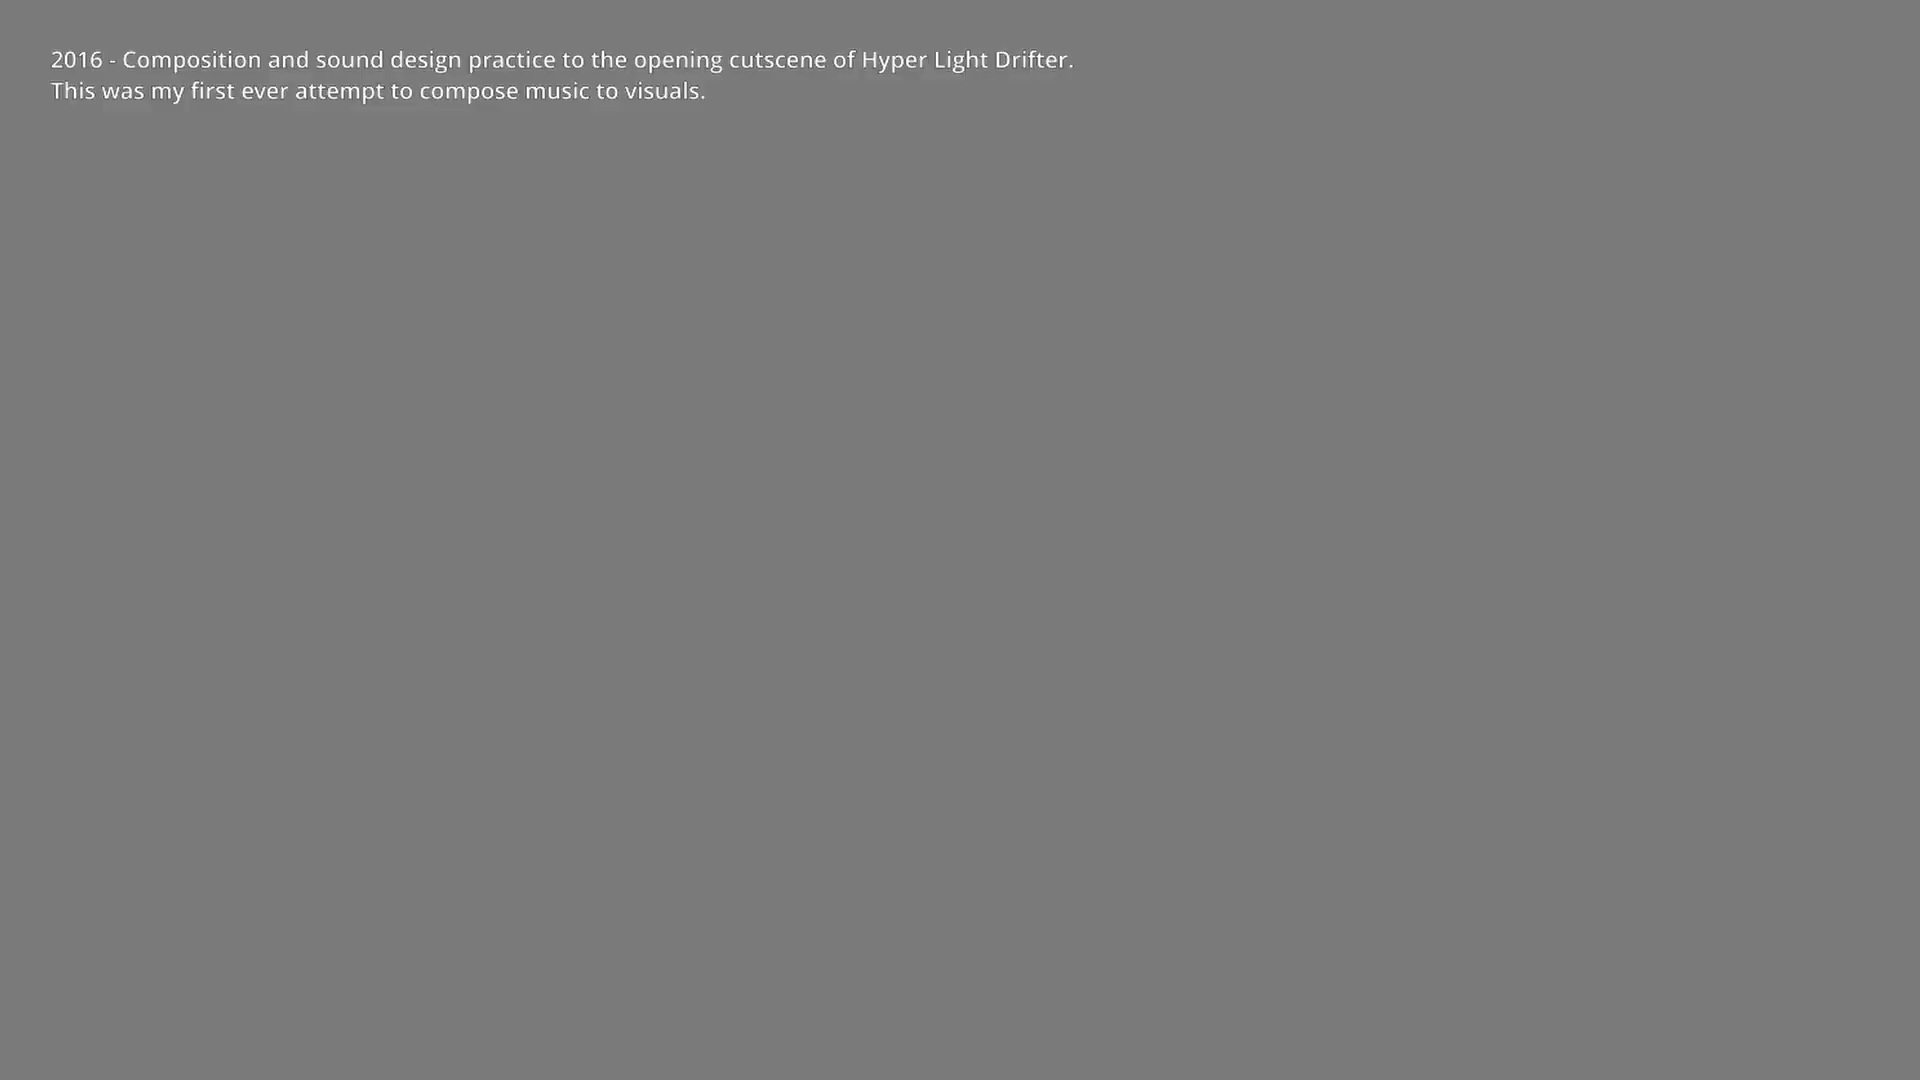 2016 - Composition and sound design practice to the opening cutscene of Hyper Light Drifter.
This was my first ever attempt to compose music to visuals.